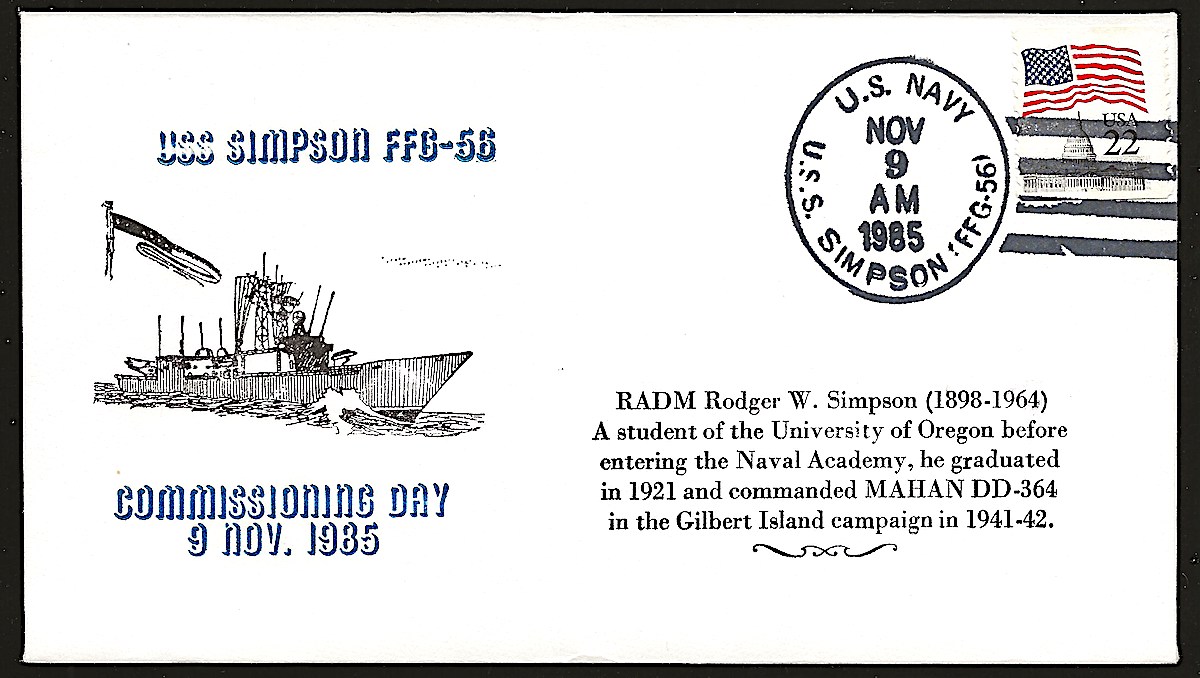 USS SIMPSON FFG-56
COMMISSIONING DAY
9 NOV. 1985
U.S. NAVY
NOV
9
AM
1985
U.S.S. SIMPSON (FFG-56)
USA
22
RADM Rodger W. Simpson (1898-1964)
A student of the University of Oregon before
entering the Naval Academy, he graduated
in 1921 and commanded MAHAN DD-364
in the Gilbert Island campaign in 1941-42.